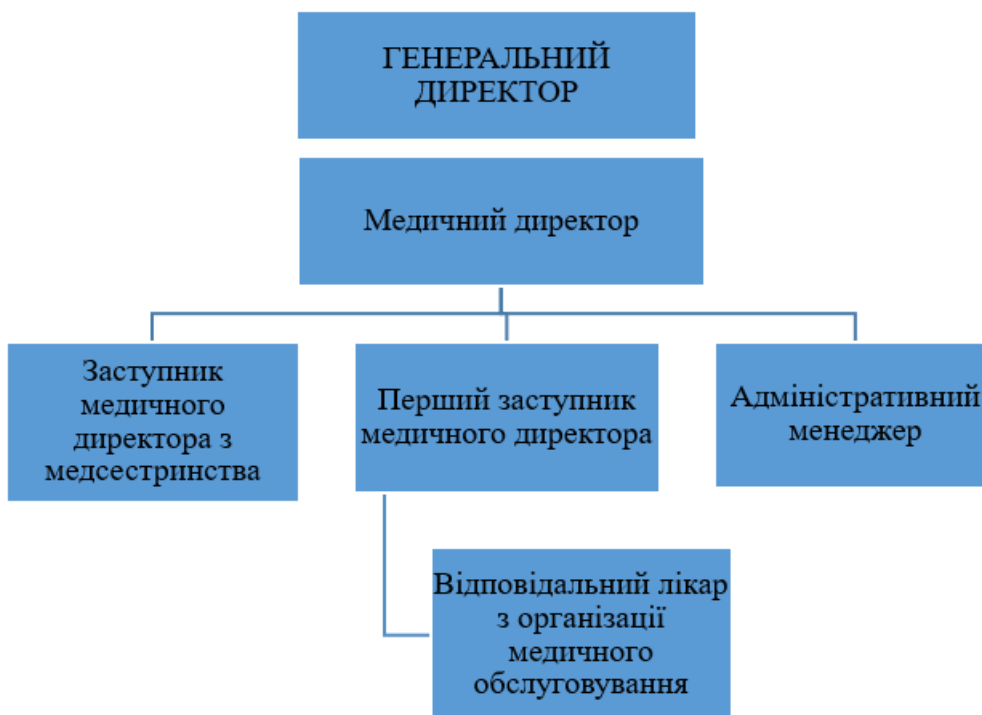 ГЕНЕРАЛЬНИЙ
ДИРЕКТОР
Медичний директор
Заступник
медичного
директора з
медсестринства
Перший заступник
медичного директора
Адміністративний
менеджер
Відповідальний лікар
з організації
медичного
обслуговування